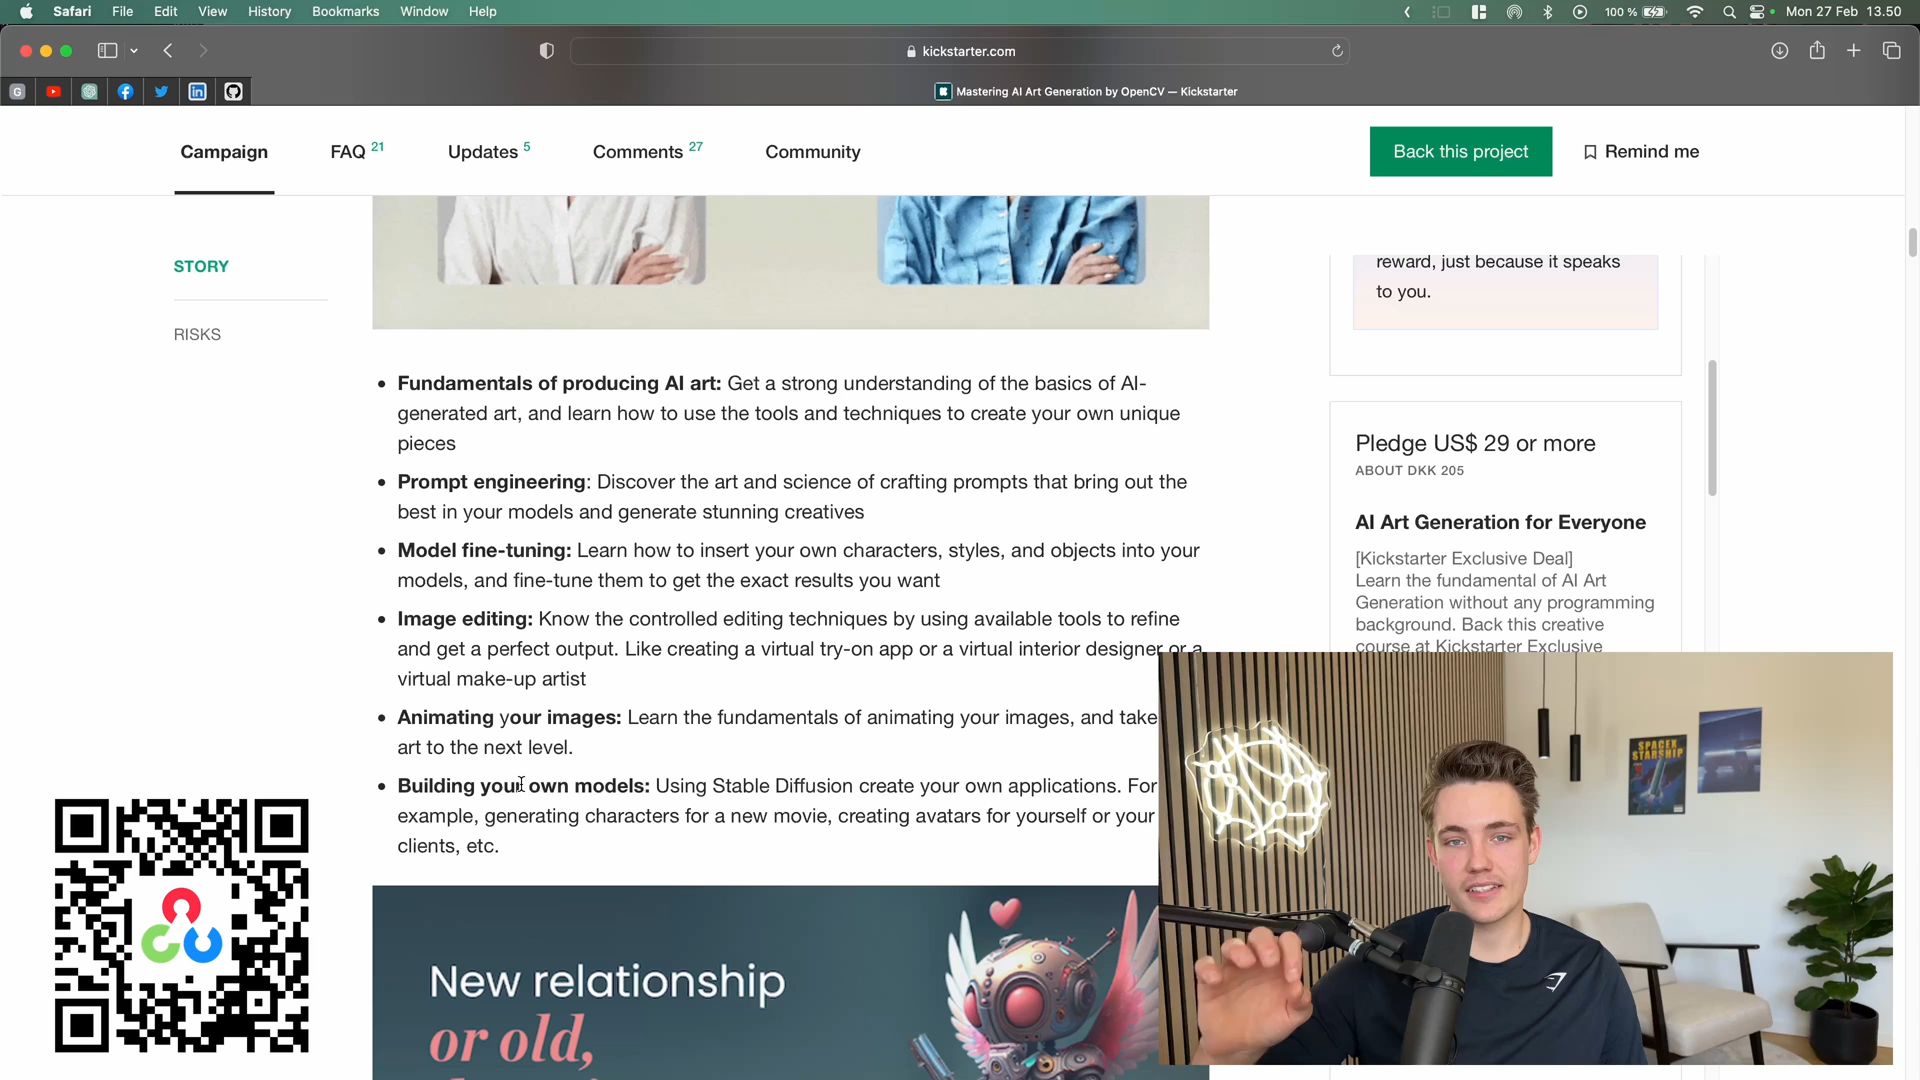 Safari File Edit View History Bookmarks Window Help
100 % Mon 27 Feb 13.50
kickstarter.com
G
Mastering AI Art Generation by OpenCV — Kickstarter
Campaign FAQ 21 Updates 5 Comments 27 Community
Back this project Remind me
STORY
RISKS
Fundamentals of producing AI art: Get a strong understanding of the basics of AI-
generated art, and learn how to use the tools and techniques to create your own unique
pieces
Prompt engineering: Discover the art and science of crafting prompts that bring out the
best in your models and generate stunning creatives
Model fine-tuning: Learn how to insert your own characters, styles, and objects into your
models, and fine-tune them to get the exact results you want
Image editing: Know the controlled editing techniques by using available tools to refine
and get a perfect output. Like creating a virtual try-on app or a virtual interior designer or a
virtual make-up artist
Animating your images: Learn the fundamentals of animating your images, and take
art to the next level.
Building your own models: Using Stable Diffusion create your own applications. For
example, generating characters for a new movie, creating avatars for yourself or your
clients, etc.
New relationship
or old,
reward, just because it speaks
to you.
Pledge US$ 29 or more
ABOUT DKK 205
AI Art Generation for Everyone
[Kickstarter Exclusive Deal]
Learn the fundamental of AI Art
Generation without any programming
background. Back this creative
course at Kickstarter Exclusive
SPACEX
STARSHIP